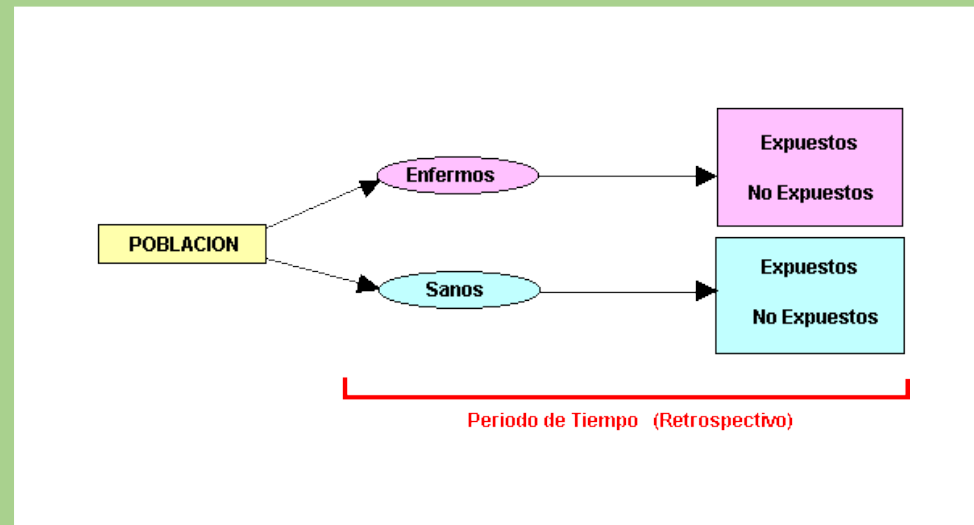 POBLACION
Enfermos
Expuestos
No Expuestos
Sanos
Expuestos
No Expuestos
Periodo de Tiempo (Retrospectivo)